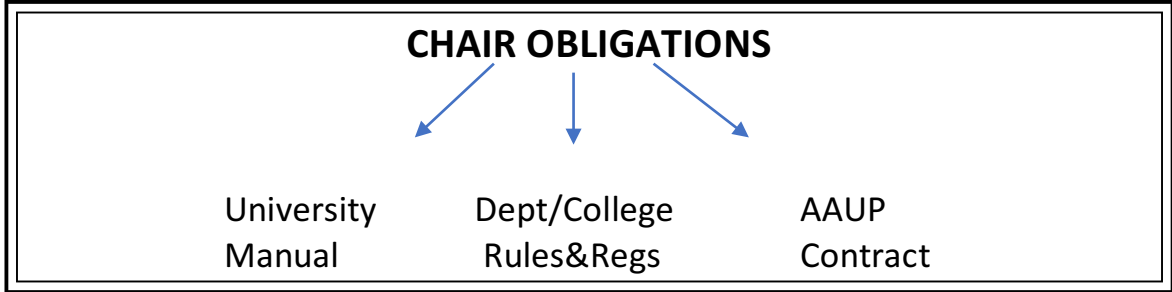 CHAIR OBLIGATIONS
University Dept/College AAUP
Manual Rules&Regs Contract